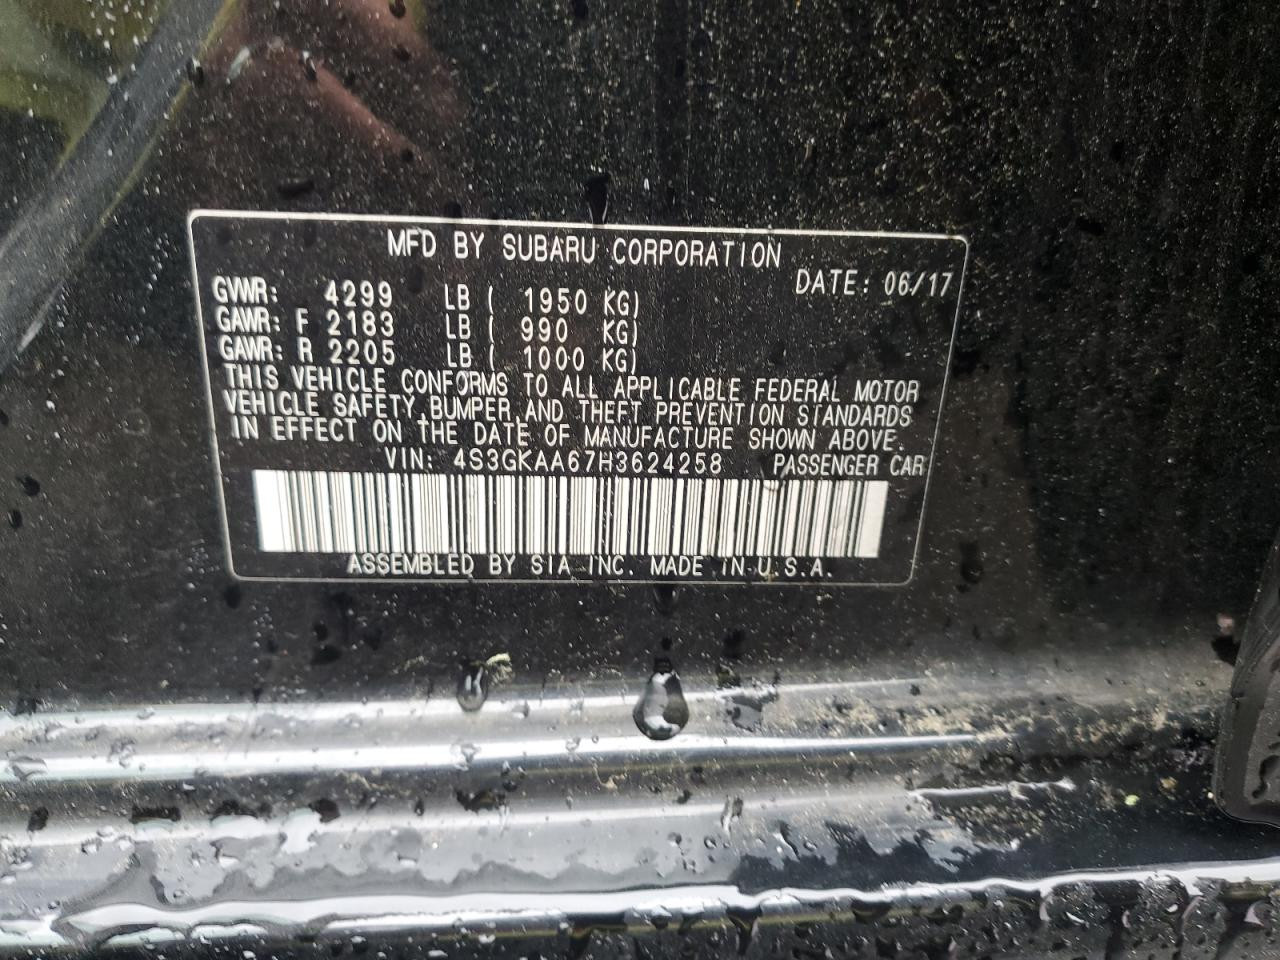 MFD BY SUBARU CORPORATION
DATE: 06/17
GVWR: 4299 LB ( 1950 KG)
GAWR: F 2183 LB ( 990 KG)
GAWR: R 2205 LB ( 1000 KG)
THIS VEHICLE CONFORMS TO ALL APPLICABLE FEDERAL MOTOR
VEHICLE SAFETY, BUMPER, AND THEFT PREVENTION STANDARDS
IN EFFECT ON THE DATE OF MANUFACTURE SHOWN ABOVE.
VIN: 4S3GKAA67H3624258 PASSENGER CAR
ASSEMBLED BY SIA INC. MADE IN U.S.A.